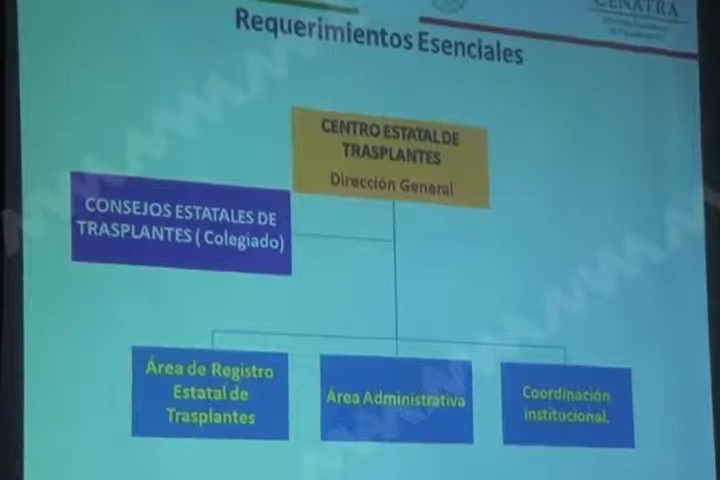 CENATRA
Requerimientos Esenciales
CENTRO ESTATAL DE
TRASPLANTES
Dirección General
CONSEJOS ESTATALES DE
TRASPLANTES ( Colegiado)
Área de Registro
Estatal de
Trasplantes
Área Administrativa
Coordinación
institucional.